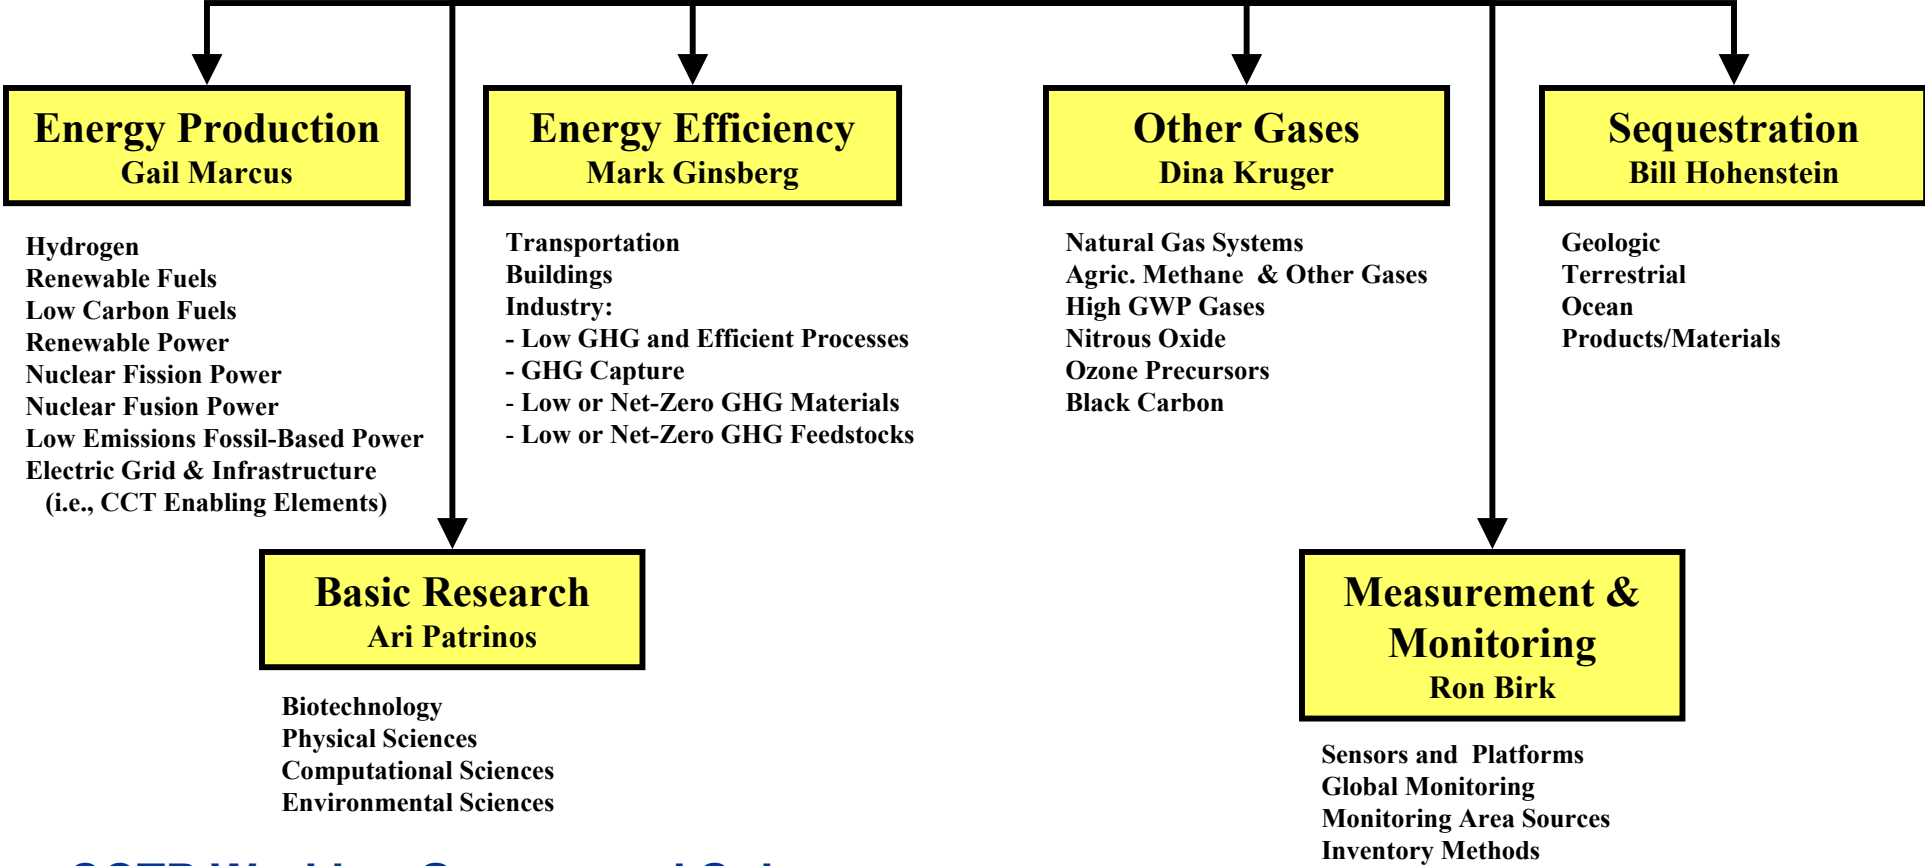 Energy Production
Gail Marcus
Hydrogen
Renewable Fuels
Low Carbon Fuels
Renewable Power
Nuclear Fission Power
Nuclear Fusion Power
Low Emissions Fossil-Based Power
Electric Grid & Infrastructure
(i.e., CCT Enabling Elements)
Energy Efficiency
Mark Ginsberg
Transportation
Buildings
Industry:
- Low GHG and Efficient Processes
- GHG Capture
- Low or Net-Zero GHG Materials
- Low or Net-Zero GHG Feedstocks
Other Gases
Dina Kruger
Natural Gas Systems
Agric. Methane & Other Gases
High GWP Gases
Nitrous Oxide
Ozone Precursors
Black Carbon
Sequestration
Bill Hohenstein
Geologic
Terrestrial
Ocean
Products/Materials
Basic Research
Ari Patrinos
Biotechnology
Physical Sciences
Computational Sciences
Environmental Sciences
Measurement &
Monitoring
Ron Birk
Sensors and Platforms
Global Monitoring
Monitoring Area Sources
Inventory Methods